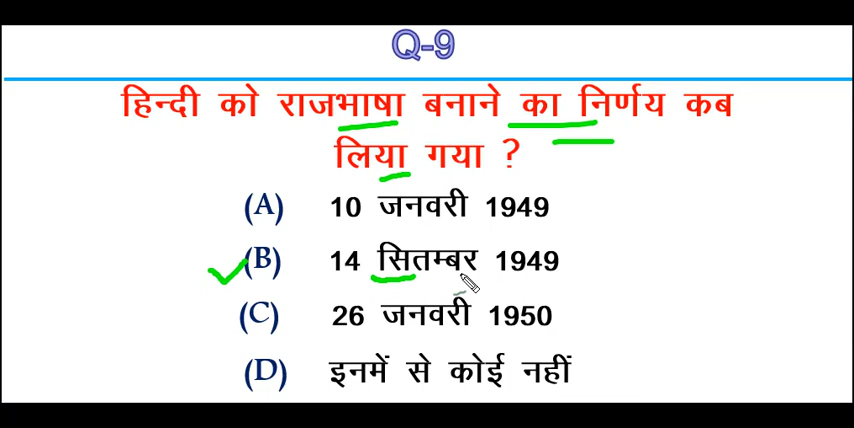 Q-9
हिन्दी को राजभाषा बनाने का निर्णय कब
लिया गया ?
(A) 10 जनवरी 1949
(B) 14 सितम्बर 1949
(C) 26 जनवरी 1950
(D) इनमें से कोई नहीं